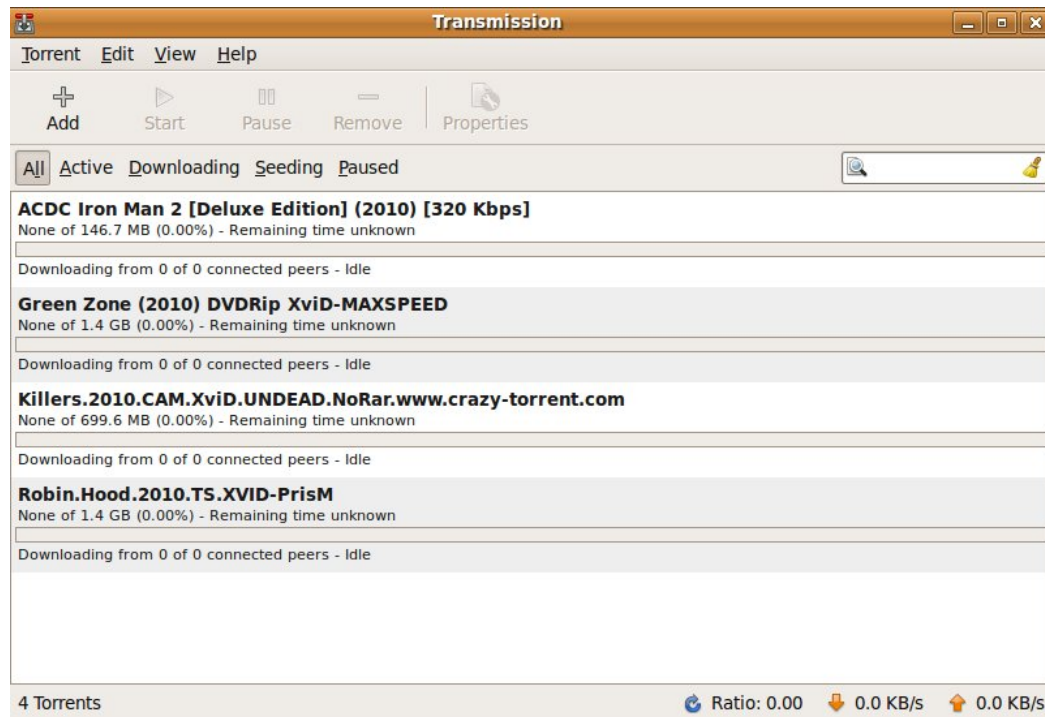 Transmission
Torrent Edit View Help
Add Start Pause Remove Properties
All Active Downloading Seeding Paused
ACDC Iron Man 2 [Deluxe Edition] (2010) [320 Kbps]
None of 146.7 MB (0.00%) - Remaining time unknown
Downloading from 0 of 0 connected peers - Idle
Green Zone (2010) DVDRip XviD-MAXSPEED
None of 1.4 GB (0.00%) - Remaining time unknown
Downloading from 0 of 0 connected peers - Idle
Killers.2010.CAM.XviD.UNDEAD.NoRar.www.crazy-torrent.com
None of 699.6 MB (0.00%) - Remaining time unknown
Downloading from 0 of 0 connected peers - Idle
Robin.Hood.2010.TS.XVID-PrisM
None of 1.4 GB (0.00%) - Remaining time unknown
Downloading from 0 of 0 connected peers - Idle
4 Torrents Ratio: 0.00 0.0 KB/s 0.0 KB/s